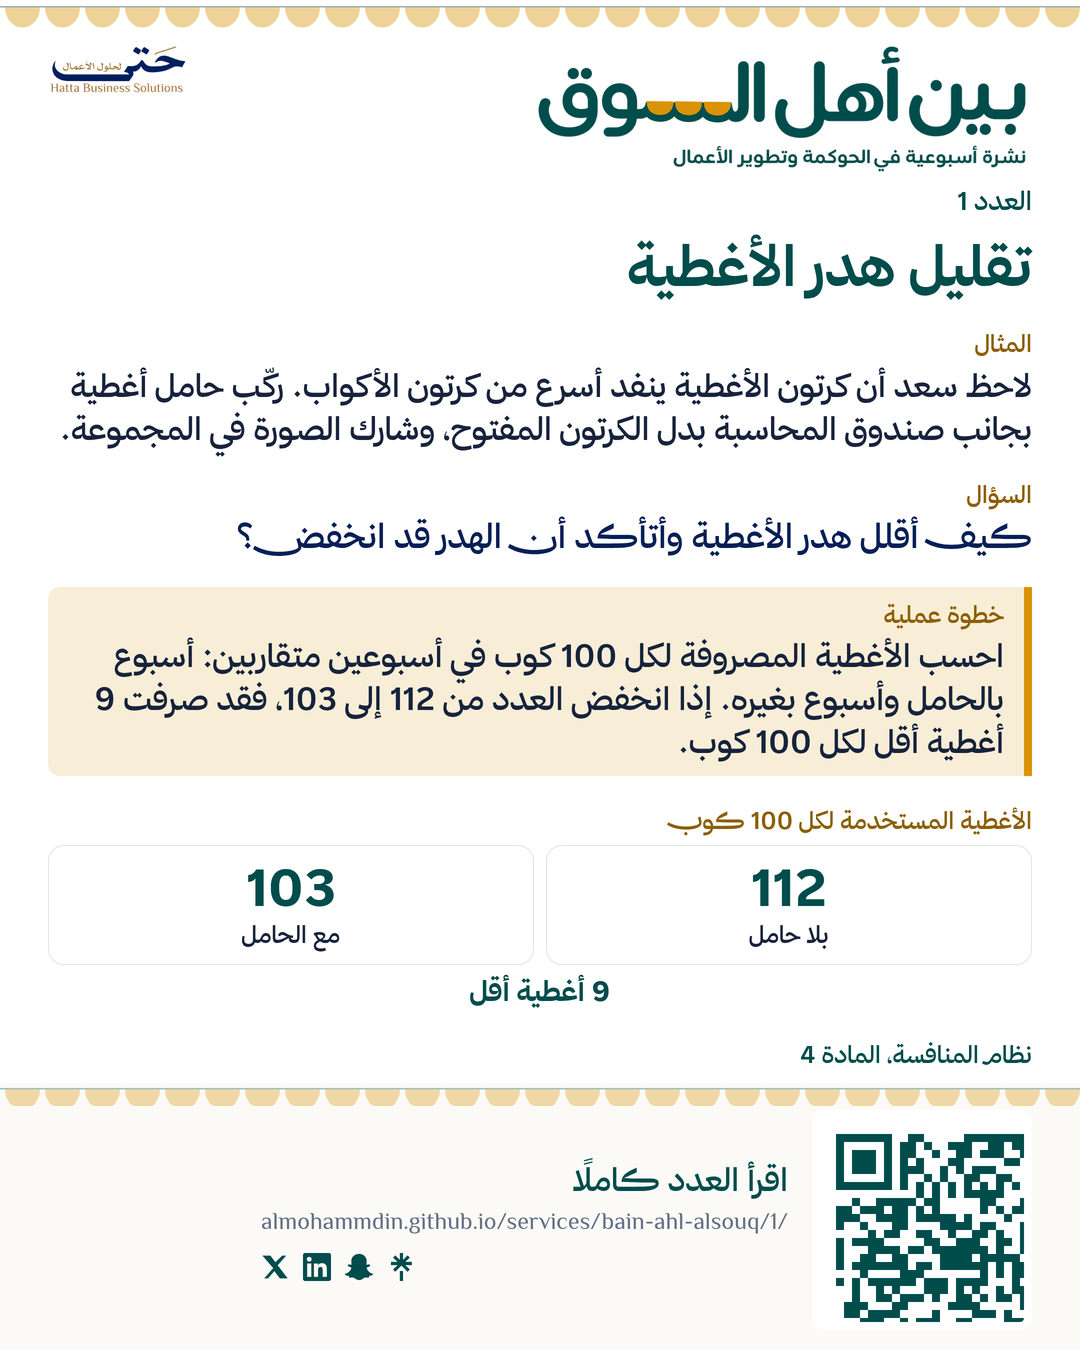 حتى
لحلول الأعمال
Hatta Business Solutions
بين أهل السوق
نشرة أسبوعية في الحوكمة وتطوير الأعمال
العدد 1
تقليل هدر الأغطية
المثال
لاحظ سعد أن كرتون الأغطية ينفد أسرع من كرتون الأكواب. ركّب حامل أغطية
بجانب صندوق المحاسبة بدل الكرتون المفتوح، وشارك الصورة في المجموعة.
السؤال
كيف أقلل هدر الأغطية وأتأكد أن الهدر قد انخفض؟
خطوة عملية
احسب الأغطية المصروفة لكل 100 كوب في أسبوعين متقاربين: أسبوع
بالحامل وأسبوع بغيره. إذا انخفض العدد من 112 إلى 103، فقد صرفت 9
أغطية أقل لكل 100 كوب.
الأغطية المستخدمة لكل 100 كوب
112
بلا حامل
103
مع الحامل
9 أغطية أقل
نظام المنافسة، المادة 4
اقرأ العدد كاملًا
almohammdin.github.io/services/bain-ahl-alsouq/1/